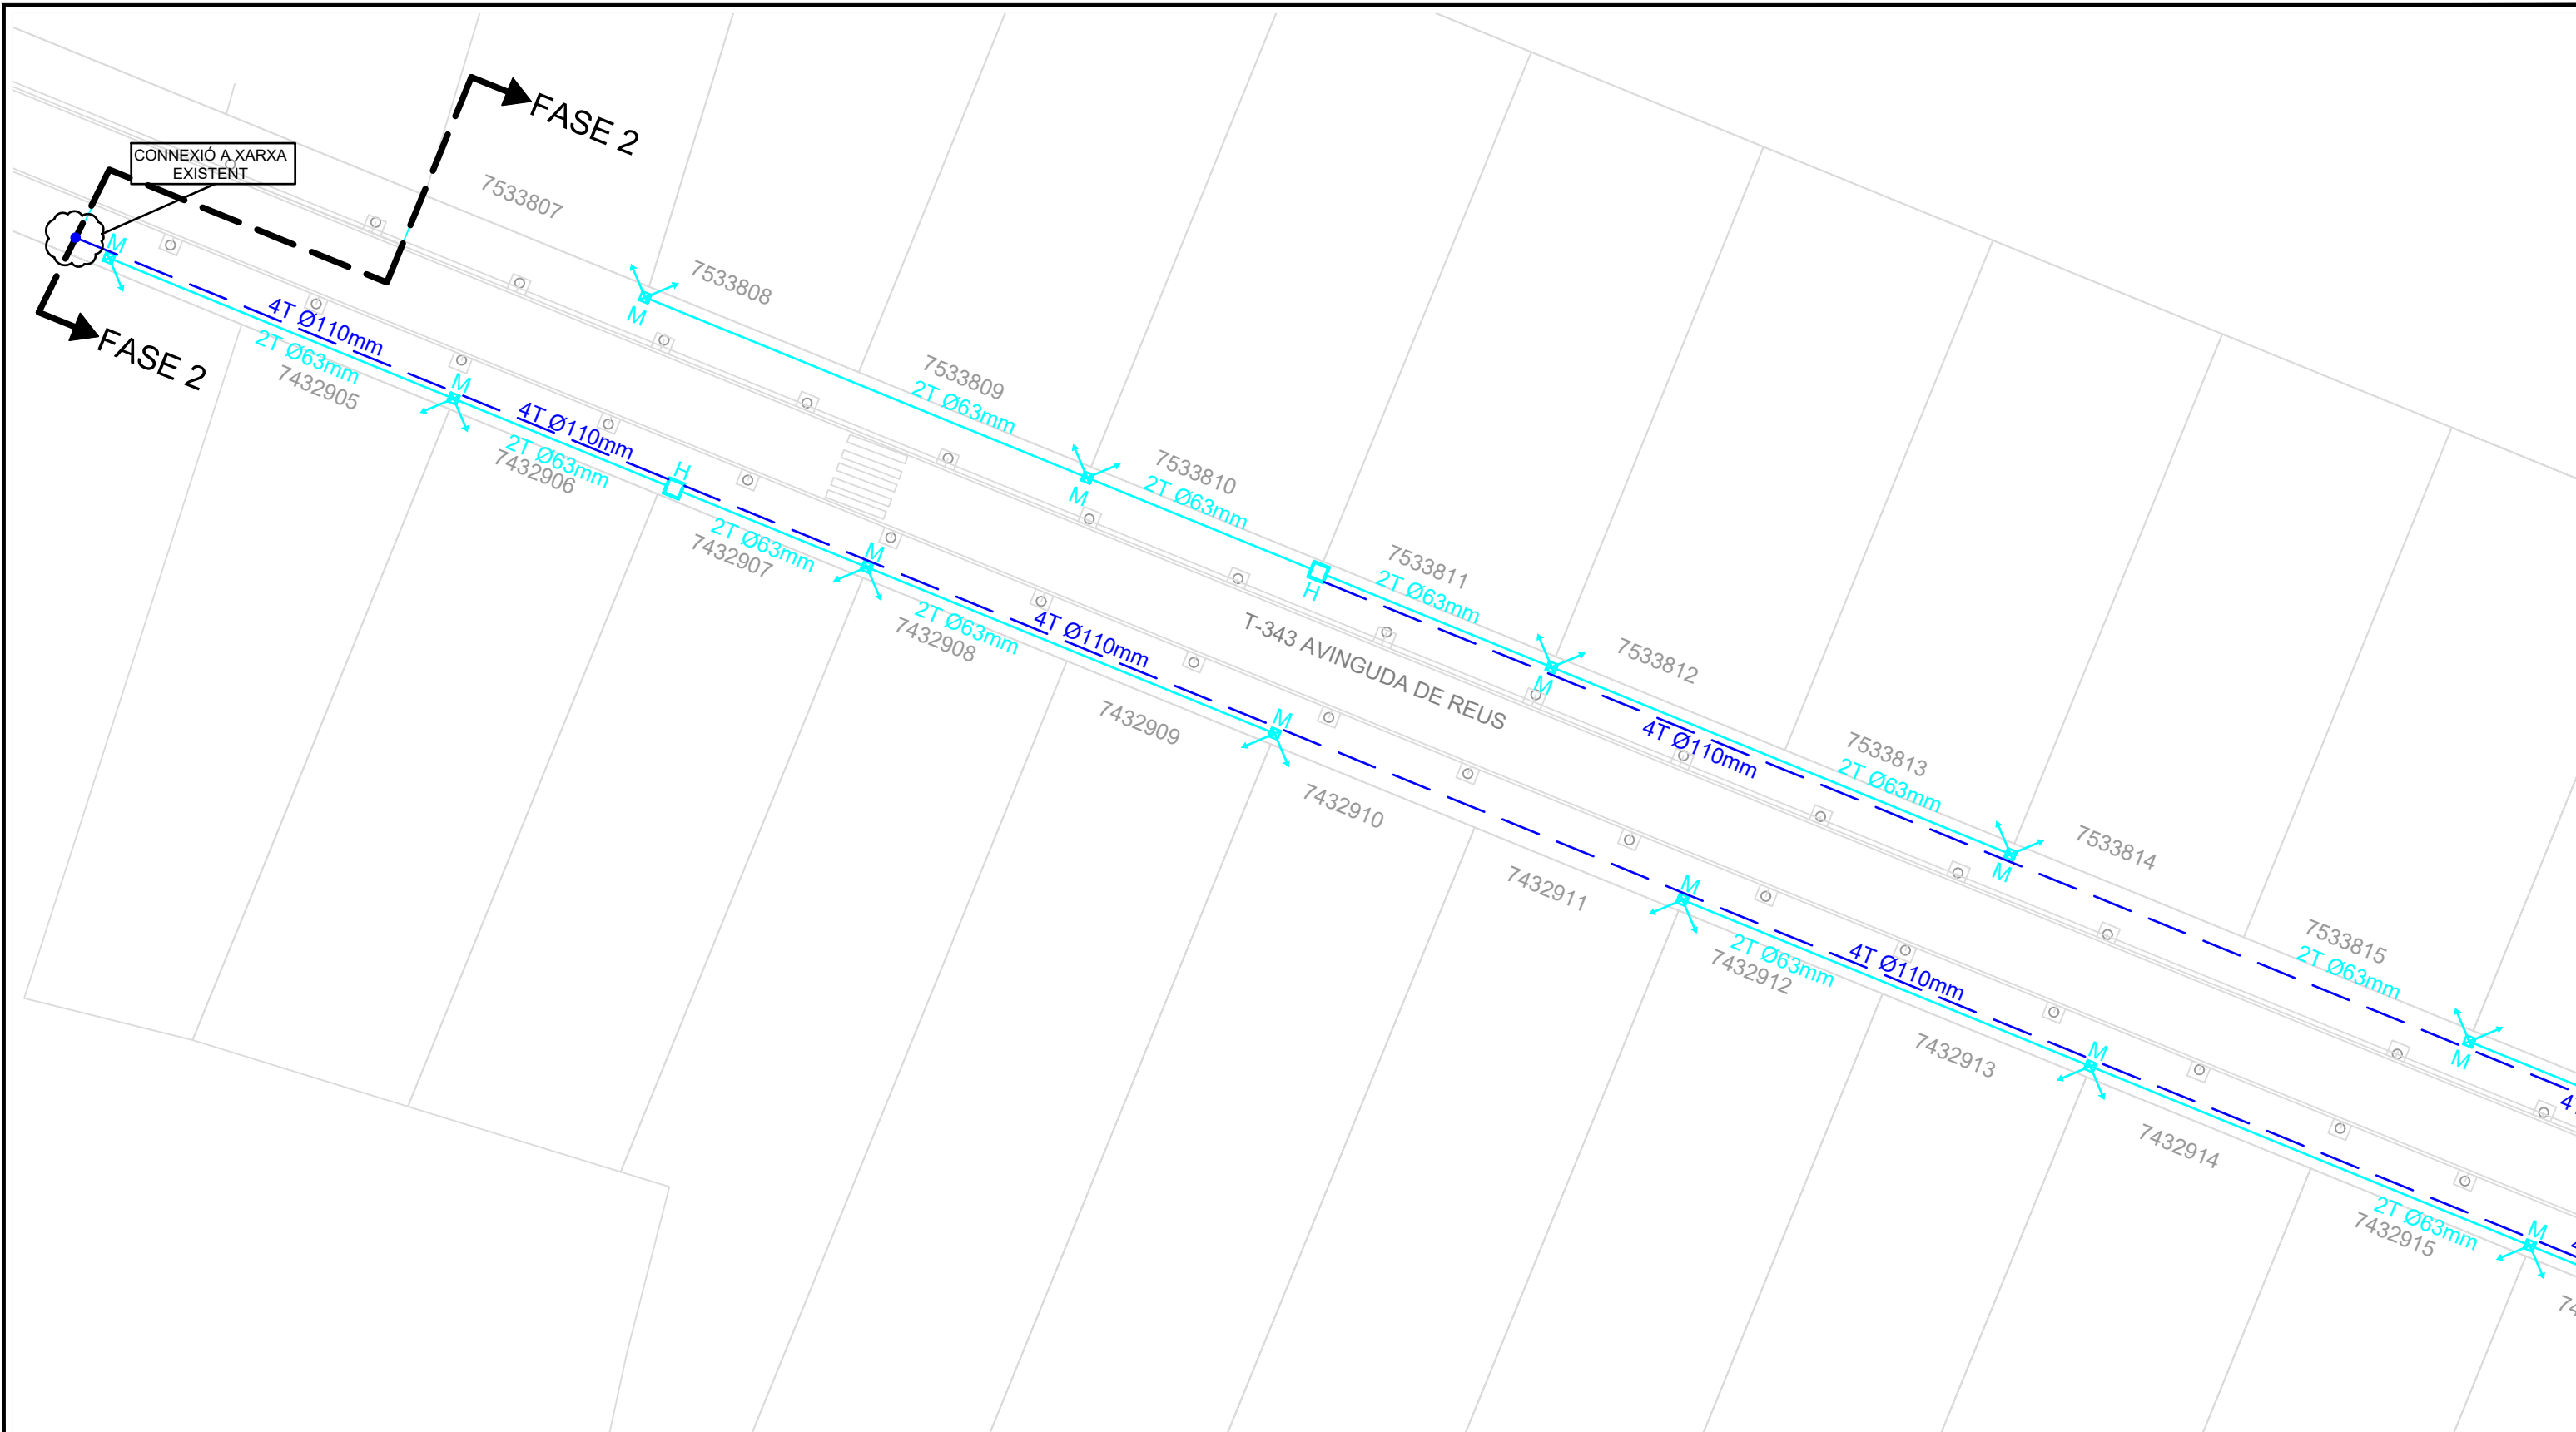 FASE 2
CONNEXIÓ A XARXA
EXISTENT
FASE 2
7533807
7533808
7533809
2T Ø63mm
7533810
2T Ø63mm
7533811
2T Ø63mm
7533812
7533813
2T Ø63mm
7533814
7533815
2T Ø63mm
M
M
H
M
4T Ø110mm
M
M
T-343 AVINGUDA DE REUS
M
4T Ø110mm
2T Ø63mm
7432905
M
4T Ø110mm
2T Ø63mm
7432906
H
2T Ø63mm
7432907
M
2T Ø63mm
7432908
4T Ø110mm
7432909
M
7432910
7432911
M
2T Ø63mm
7432912
4T Ø110mm
7432913
M
7432914
2T Ø63mm
7432915
M